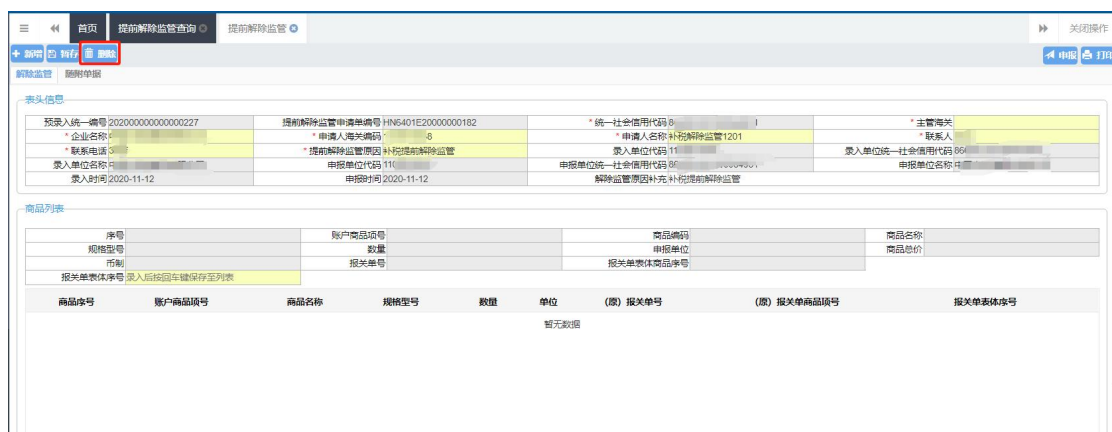 首页 提前解除监管查询 提前解除监管 关闭操作
新增 暂存 删除 申报 打印
解除监管 随附单据
表头信息
预录入统一编号 202000000000000227 提前解除监管申请单编号 HN6401E20000000182 *统一社会信用代码 *主管海关
*企业名称 *申请人海关编码 8 *申请人名称 补税解除监管1201 *联系人
*联系电话 3 *提前解除监管原因 补税提前解除监管 录入单位代码 11 录入单位统一社会信用代码
录入单位名称 申报单位代码 110 申报单位统一社会信用代码 申报单位名称
录入时间 2020-11-12 申报时间 2020-11-12 解除监管原因补充 补税提前解除监管
商品列表
序号 账户商品项号 商品编码 商品名称
规格型号 数量 申报单位 商品总价
币制 报关单号 报关单表体商品序号
报关单表体序号 录入后按回车键保存至列表
商品序号 账户商品项号 商品名称 规格型号 数量 单位 (原) 报关单号 (原) 报关单商品项号 报关单表体序号
暂无数据